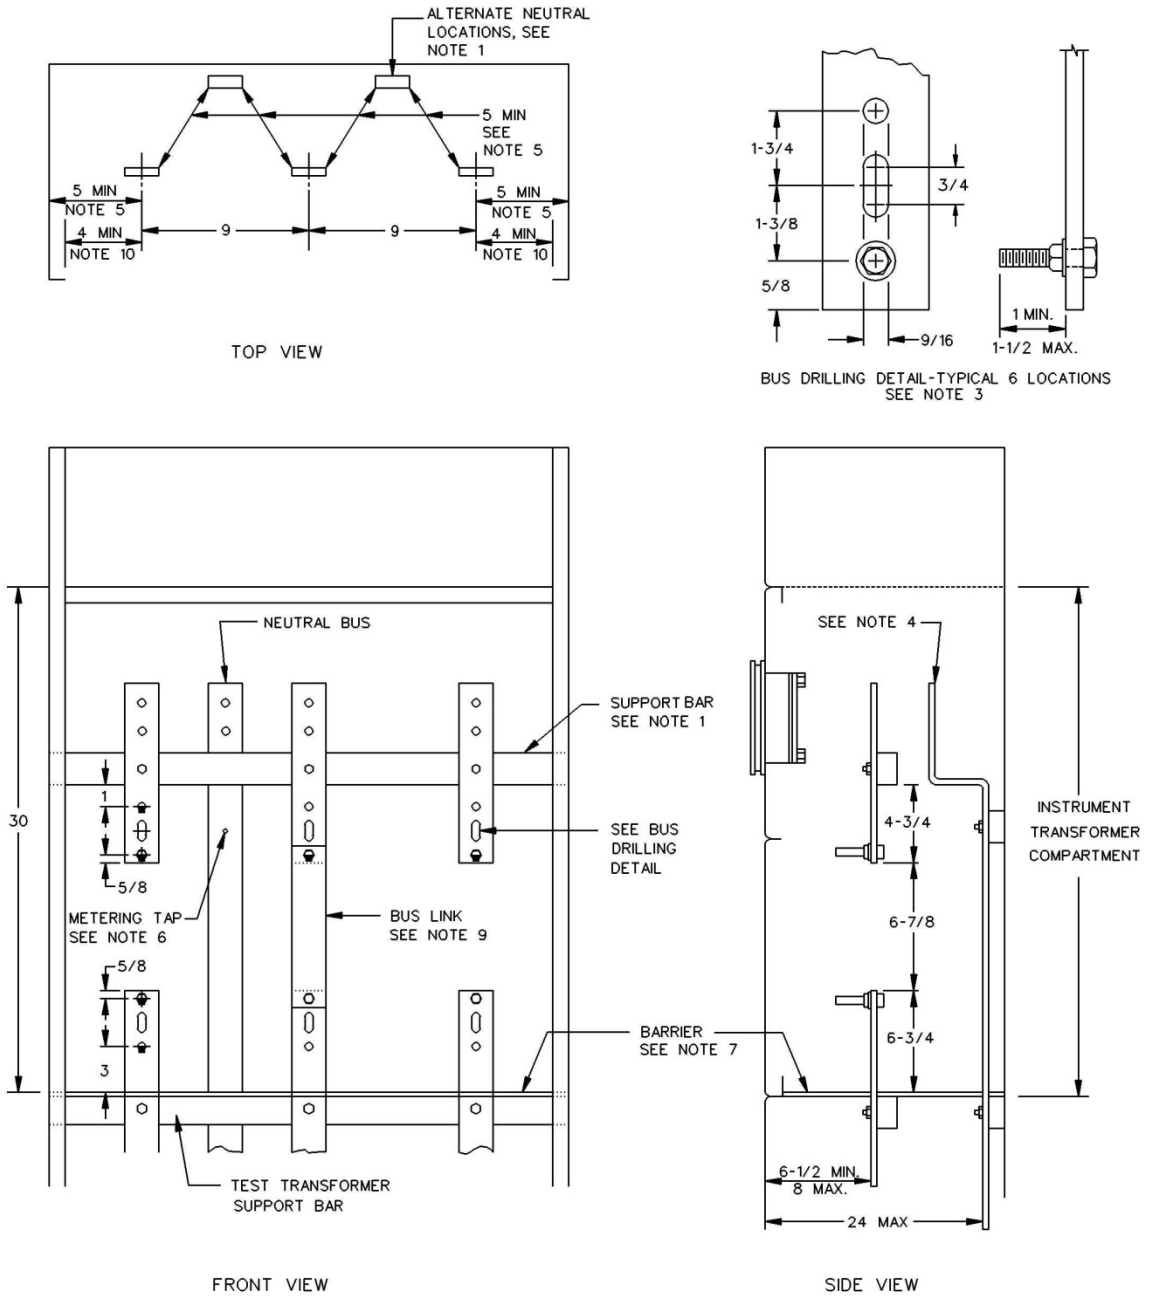 ALTERNATE NEUTRAL
LOCATIONS, SEE
NOTE 1
5 MIN
SEE
NOTE 5
5 MIN
NOTE 5
4 MIN
NOTE 10
9
9
5 MIN
NOTE 5
4 MIN
NOTE 10
TOP VIEW
1-3/4
1-3/8
5/8
3/4
9/16
1 MIN.
1-1/2 MAX.
BUS DRILLING DETAIL-TYPICAL 6 LOCATIONS
SEE NOTE 3
NEUTRAL BUS
SUPPORT BAR
SEE NOTE 1
30
1
5/8
SEE BUS
DRILLING
DETAIL
METERING TAP
SEE NOTE 6
BUS LINK
SEE NOTE 9
5/8
3
BARRIER
SEE NOTE 7
TEST TRANSFORMER
SUPPORT BAR
FRONT VIEW
SEE NOTE 4
4-3/4
6-7/8
6-3/4
INSTRUMENT
TRANSFORMER
COMPARTMENT
6-1/2 MIN.
8 MAX.
24 MAX
SIDE VIEW